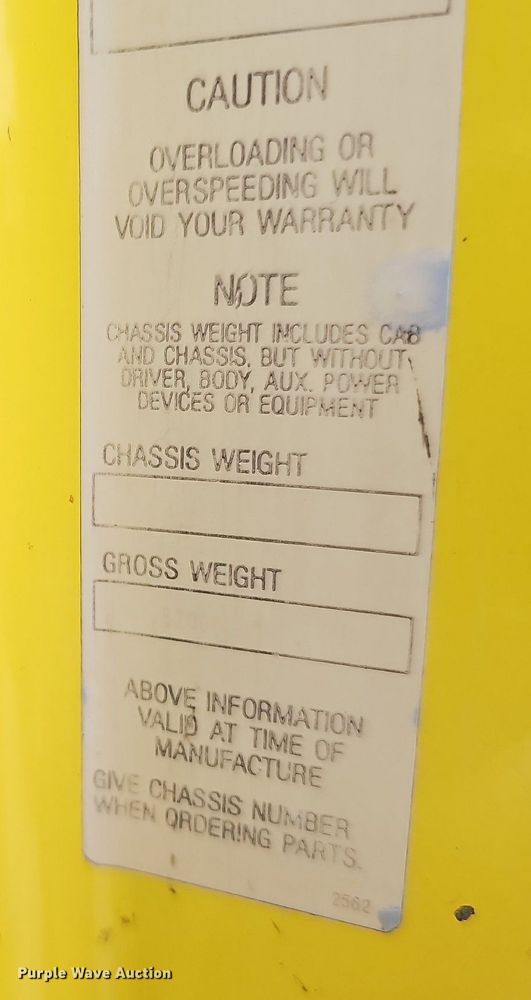 CAUTION
OVERLOADING OR
OVERSPEEDING WILL
VOID YOUR WARRANTY
NOTE
CHASSIS WEIGHT INCLUDES CAB
AND CHASSIS, BUT WITHOUT
DRIVER, BODY, AUX. POWER
DEVICES OR EQUIPMENT
CHASSIS WEIGHT
GROSS WEIGHT
ABOVE INFORMATION
VALID AT TIME OF
MANUFACTURE
GIVE CHASSIS NUMBER
WHEN ORDERING PARTS.
2562
Purple Wave Auction